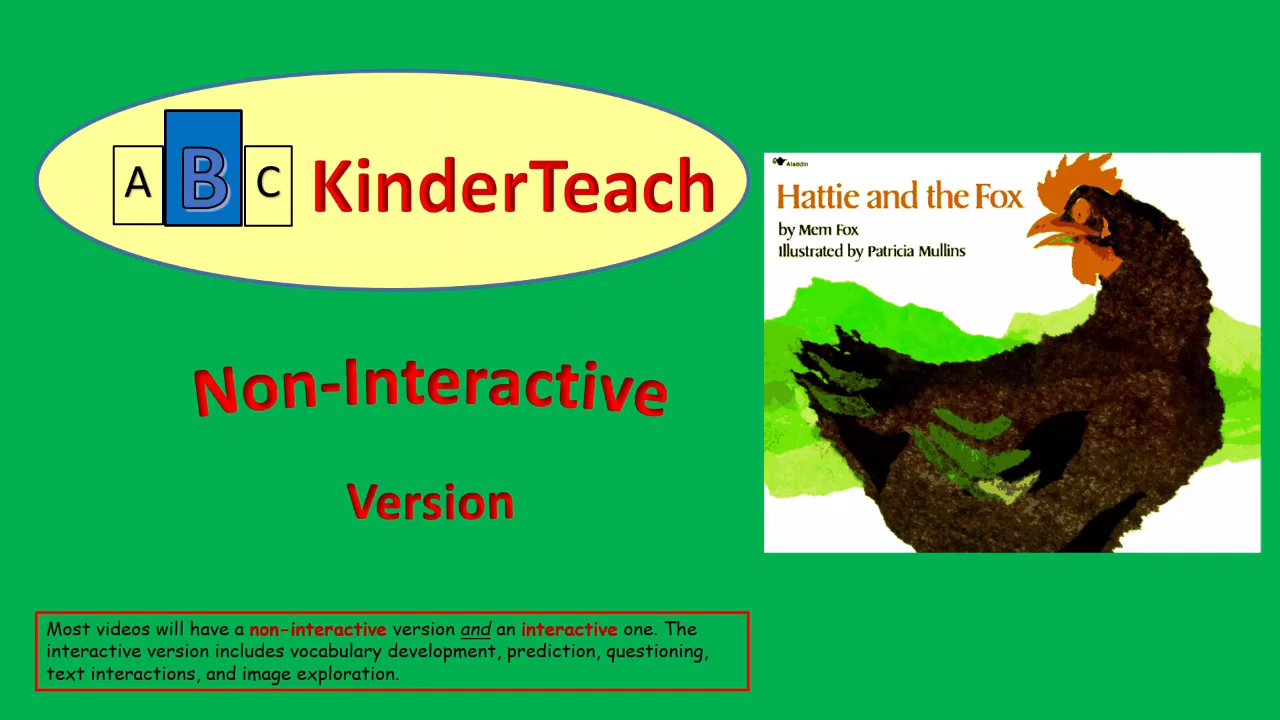 A B C KinderTeach
Non-Interactive
Version
Most videos will have a non-interactive version and an interactive one. The
interactive version includes vocabulary development, prediction, questioning,
text interactions, and image exploration.
Aladdin
Hattie and the Fox
by Mem Fox
Illustrated by Patricia Mullins